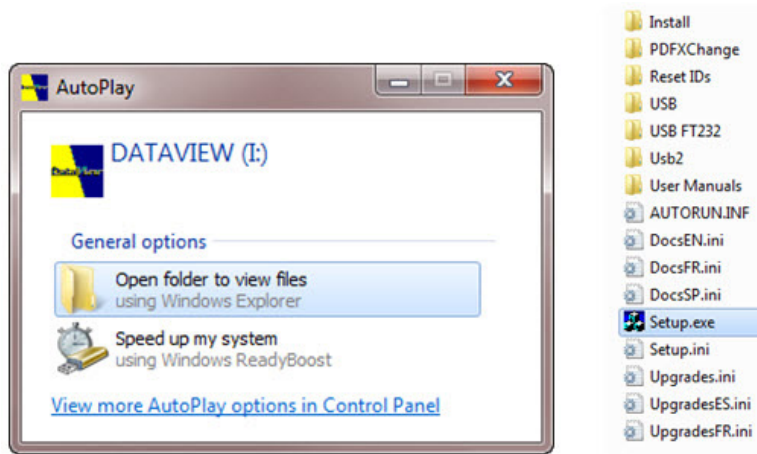 AutoPlay
DataView
DATAVIEW (I:)
General options
Open folder to view files
using Windows Explorer
Speed up my system
using Windows ReadyBoost
View more AutoPlay options in Control Panel
Install
PDFXChange
Reset IDs
USB
USB FT232
Usb2
User Manuals
AUTORUN.INF
DocsEN.ini
DocsFR.ini
DocsSP.ini
Setup.exe
Setup.ini
Upgrades.ini
UpgradesES.ini
UpgradesFR.ini